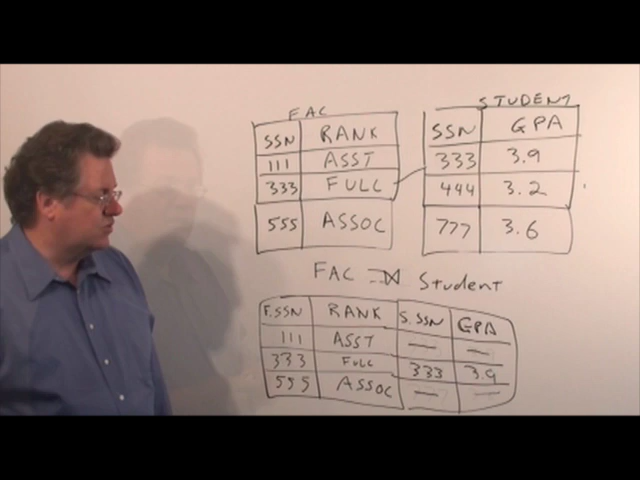 FAC
SSN RANK
111 ASST
333 FULL
555 ASSOC
STUDENT
SSN GPA
333 3.9
444 3.2
777 3.6
FAC ⟕ Student
F.SSN RANK S.SSN GPA
111 ASST — —
333 FULL 333 3.9
555 ASSOC — —